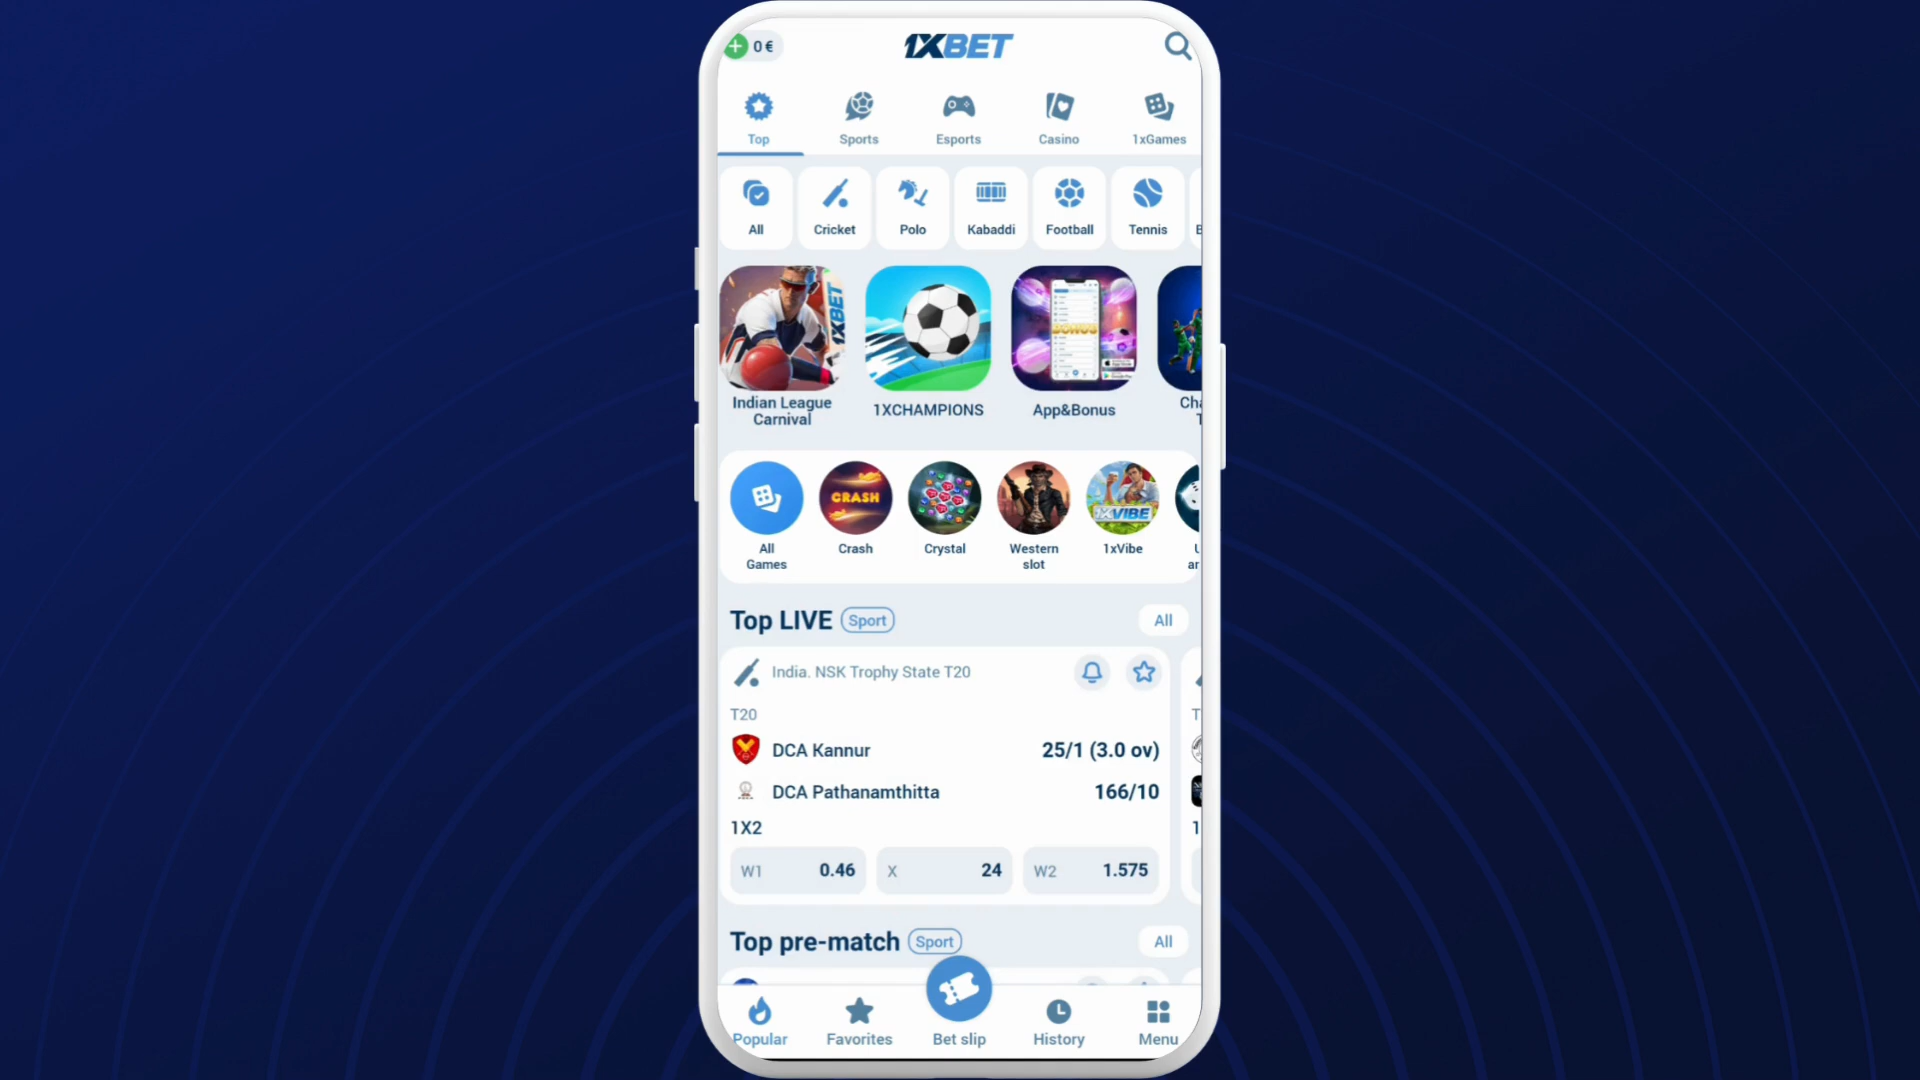 0 €
1XBET
Top
Sports
Esports
Casino
1xGames
All
Cricket
Polo
Kabaddi
Football
Tennis
1XBET
BONUS
Indian League
Carnival
1XCHAMPIONS
App&Bonus
CRASH
1XVIBE
All
Games
Crash
Crystal
Western
slot
1xVibe
Top LIVE
Sport
All
India. NSK Trophy State T20
T20
DCA Kannur
25/1 (3.0 ov)
DCA Pathanamthitta
166/10
1X2
W1 0.46
X 24
W2 1.575
Top pre-match
Sport
All
Popular
Favorites
Bet slip
History
Menu